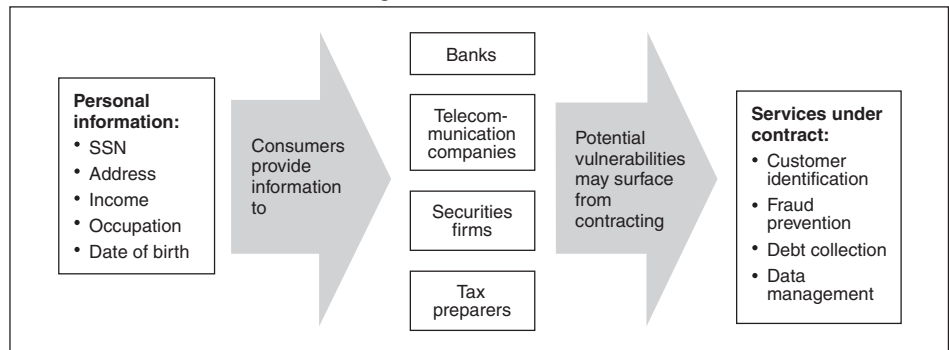 Personal
information:
• SSN
• Address
• Income
• Occupation
• Date of birth
Consumers
provide
information
to
Banks
Telecom-
munication
companies
Securities
firms
Tax
preparers
Potential
vulnerabilities
may surface
from
contracting
Services under
contract:
• Customer
identification
• Fraud
prevention
• Debt collection
• Data
management